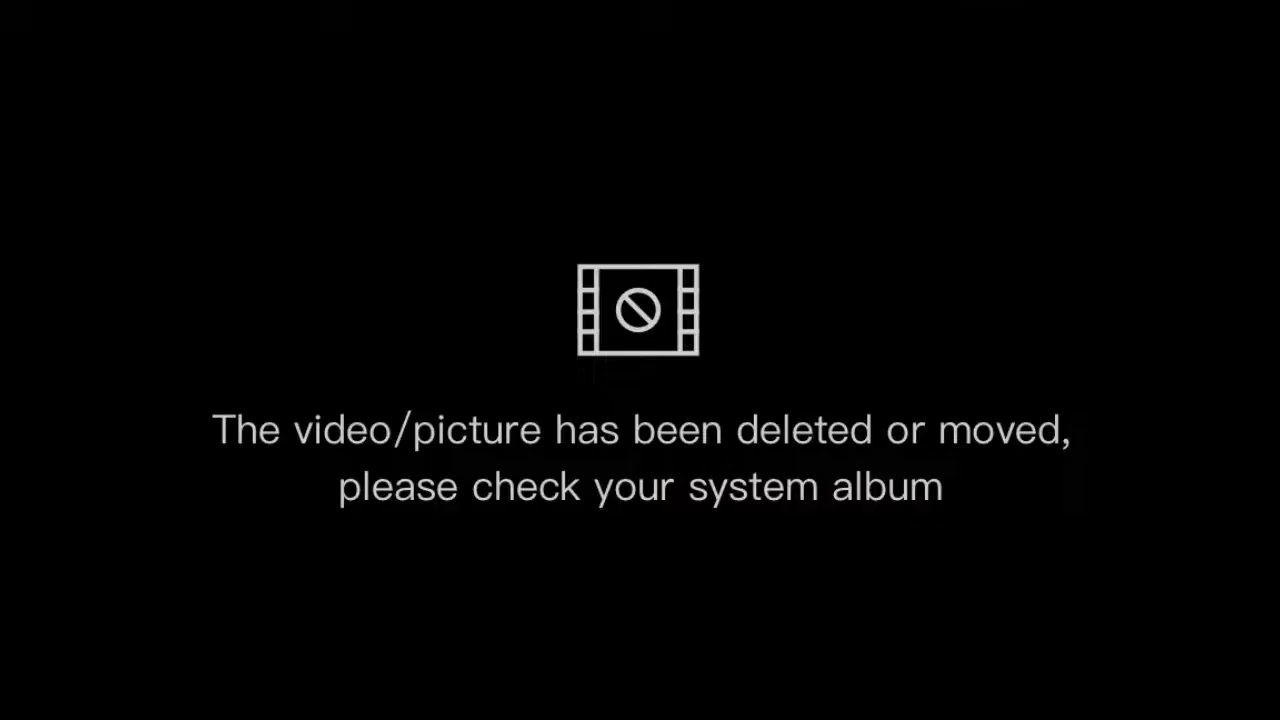 The video/picture has been deleted or moved,
please check your system album